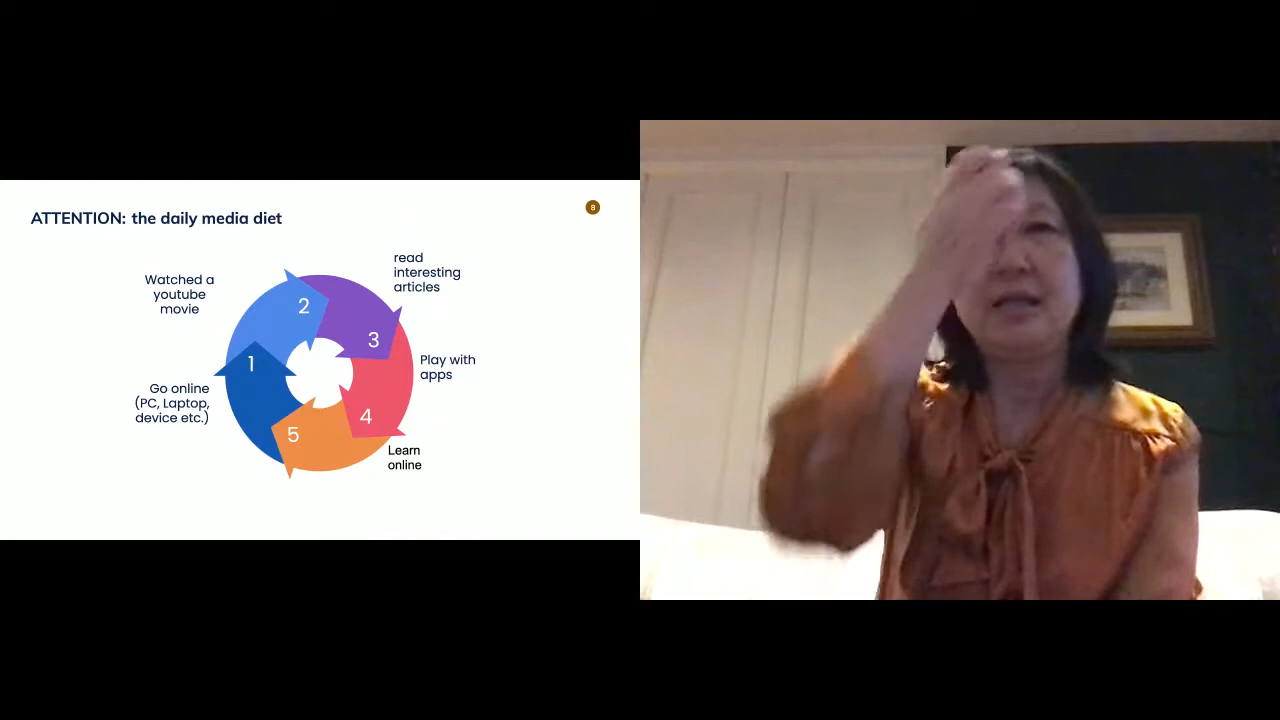 ATTENTION: the daily media diet
8
Watched a
youtube
movie
read
interesting
articles
Go online
(PC, Laptop,
device etc.)
Play with
apps
Learn
online
1
2
3
4
5